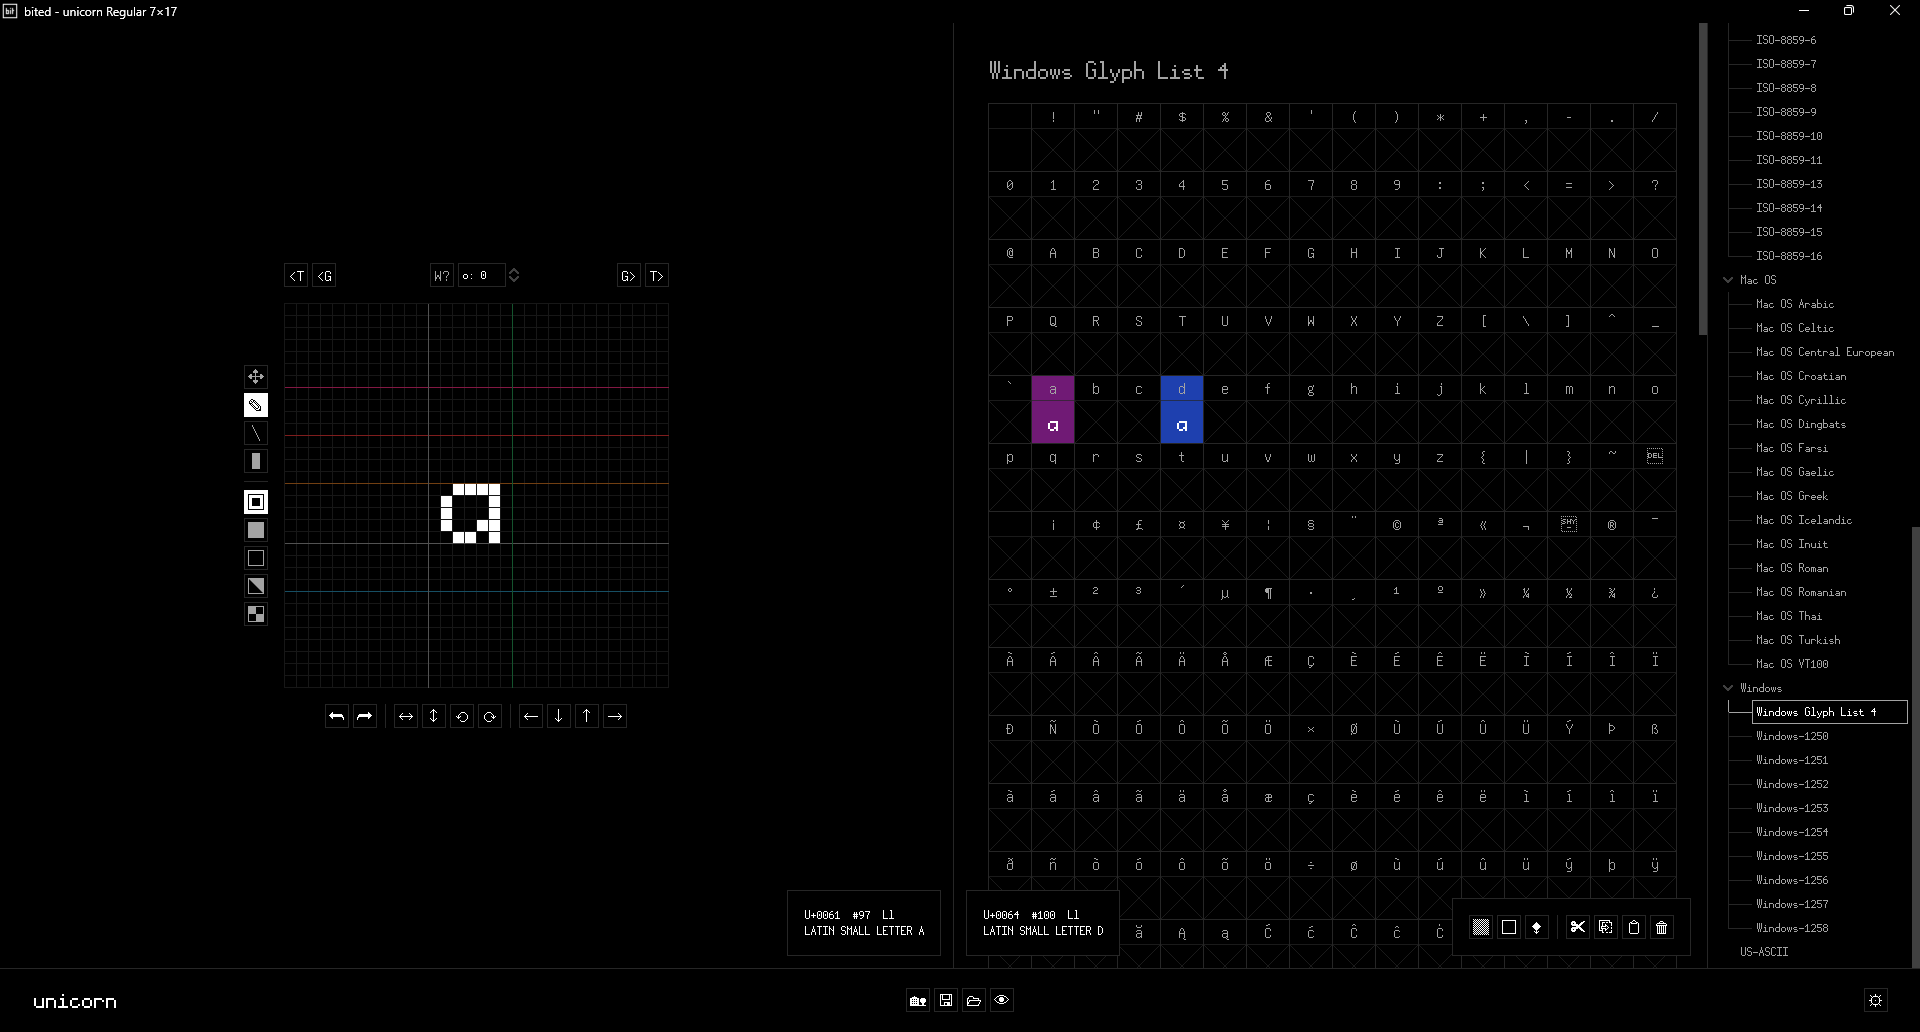 bited - unicorn Regular 7×17
<T <G W? o: 0 G> T>
Windows Glyph List 4
! " # $ % & ' ( ) * + , - . /
0 1 2 3 4 5 6 7 8 9 : ; < = > ?
@ A B C D E F G H I J K L M N O
P Q R S T U V W X Y Z [ \ ] ^ _
` a b c d e f g h i j k l m n o
a a
p q r s t u v w x y z { | } ~ DEL
¡ ¢ £ ¤ ¥ ¦ § ¨ © ª « ¬ SHY ® ¯
° ± ² ³ ´ µ ¶ · ¸ ¹ º » ¼ ½ ¾ ¿
À Á Â Ã Ä Å Æ Ç È É Ê Ë Ì Í Î Ï
Ð Ñ Ò Ó Ô Õ Ö × Ø Ù Ú Û Ü Ý Þ ß
à á â ã ä å æ ç è é ê ë ì í î ï
ð ñ ò ó ô õ ö ÷ ø ù ú û ü ý þ ÿ
ă Ą ą Ć ć Ĉ ĉ Ċ
U+0061 #97 Ll
LATIN SMALL LETTER A
U+0064 #100 Ll
LATIN SMALL LETTER D
ISO-8859-6
ISO-8859-7
ISO-8859-8
ISO-8859-9
ISO-8859-10
ISO-8859-11
ISO-8859-13
ISO-8859-14
ISO-8859-15
ISO-8859-16
Mac OS
Mac OS Arabic
Mac OS Celtic
Mac OS Central European
Mac OS Croatian
Mac OS Cyrillic
Mac OS Dingbats
Mac OS Farsi
Mac OS Gaelic
Mac OS Greek
Mac OS Icelandic
Mac OS Inuit
Mac OS Roman
Mac OS Romanian
Mac OS Thai
Mac OS Turkish
Mac OS VT100
Windows
Windows Glyph List 4
Windows-1250
Windows-1251
Windows-1252
Windows-1253
Windows-1254
Windows-1255
Windows-1256
Windows-1257
Windows-1258
US-ASCII
unicorn